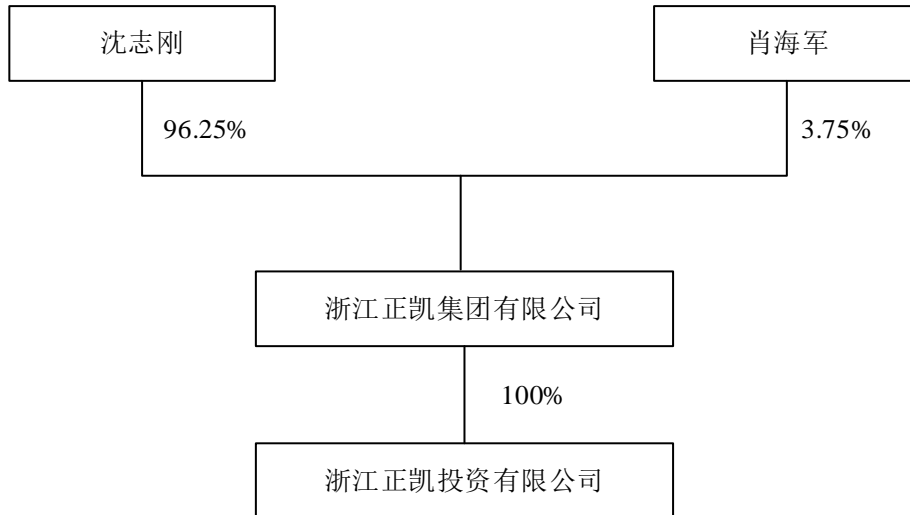 沈志刚
肖海军
96.25%
3.75%
浙江正凯集团有限公司
100%
浙江正凯投资有限公司